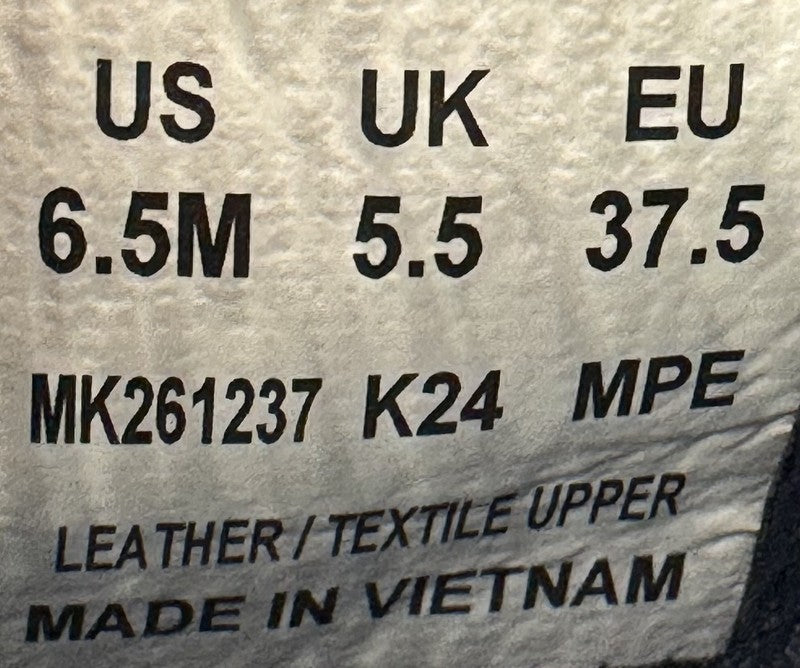 US UK EU
6.5M 5.5 37.5
MK261237 K24 MPE
LEATHER / TEXTILE UPPER
MADE IN VIETNAM